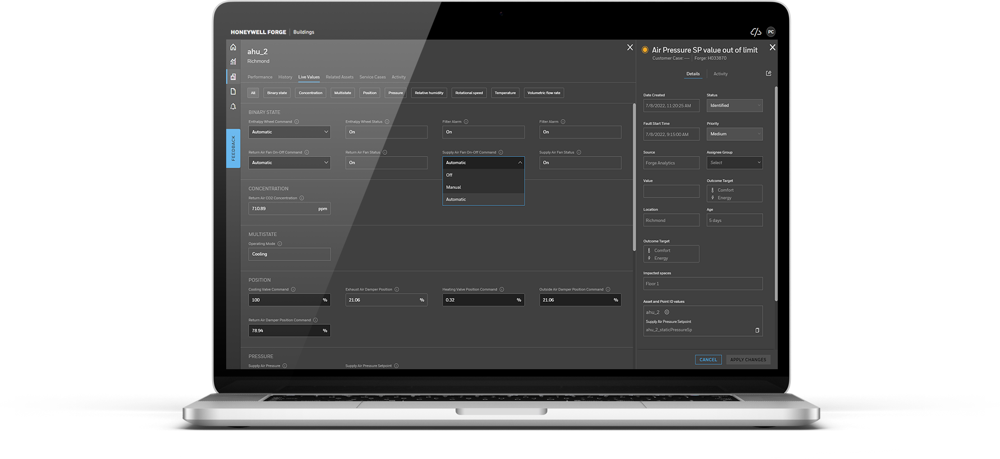 HONEYWELL FORGE | Buildings
PC
ahu_2
Richmond
Performance History Live Values Related Assets Service Cases Activity
All Binary state Concentration Multistate Position Pressure Relative humidity Rotational speed Temperature Volumetric flow rate
FEEDBACK
BINARY STATE
Enthalpy Wheel Command Enthalpy Wheel Status Filter Alarm Filter Alarm
Automatic On On On
Return Air Fan On-Off Command Return Air Fan Status Supply Air Fan On-Off Command Supply Air Fan Status
Automatic On Automatic On
Off
Manual
Automatic
CONCENTRATION
Return Air CO2 Concentration
710.89 ppm
MULTISTATE
Operating Mode
Cooling
POSITION
Cooling Valve Command Exhaust Air Damper Position Heating Valve Position Command Outside Air Damper Position Command
100 % 21.06 % 0.32 % 21.06 %
Return Air Damper Position Command
78.94 %
PRESSURE
Supply Air Pressure Supply Air Pressure Setpoint
Air Pressure SP value out of limit
Customer Case: — | Forge: H033870
Details Activity
Date Created Status
7/8/2022, 11:20:25 AM Identified
Fault Start Time Priority
7/8/2022, 9:15:00 AM Medium
Source Assignee Group
Forge Analytics Select
Value Outcome Target
Comfort
Energy
Location Age
Richmond 5 days
Outcome Target
Comfort
Energy
Impacted spaces
Floor 1
Asset and Point ID values
ahu_2
Supply Air Pressure Setpoint
ahu_2_staticPressureSp
CANCEL APPLY CHANGES